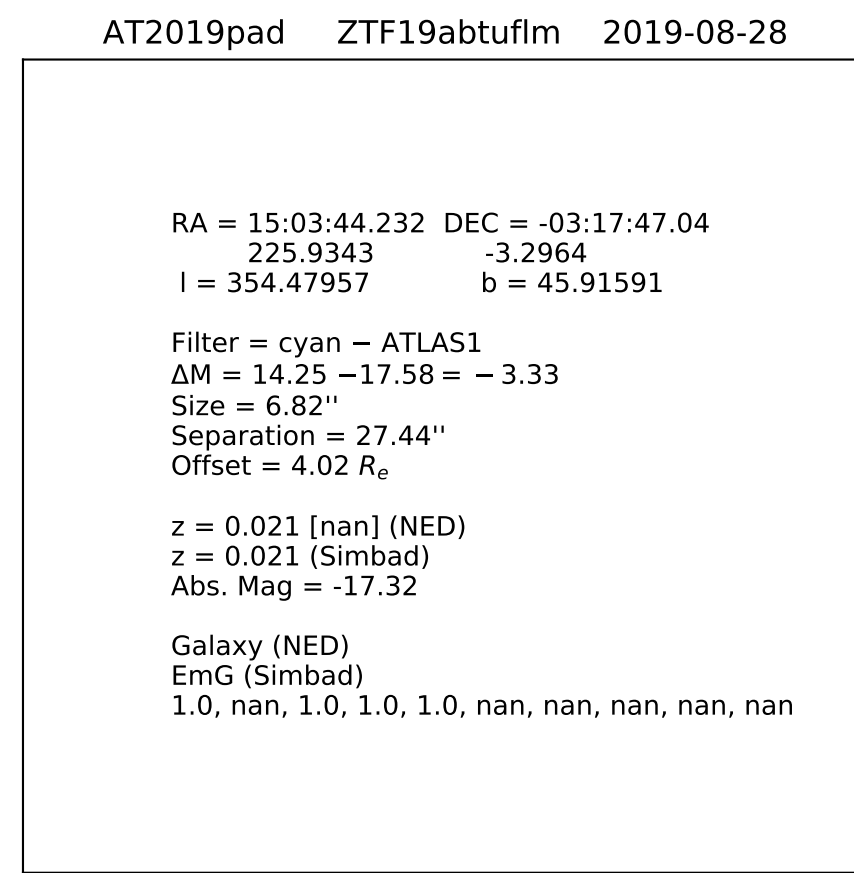 AT2019pad ZTF19abtuflm 2019-08-28
RA = 15:03:44.232 DEC = -03:17:47.04
225.9343 -3.2964
l = 354.47957 b = 45.91591
Filter = cyan − ATLAS1
ΔM = 14.25 −17.58 = − 3.33
Size = 6.82''
Separation = 27.44''
Offset = 4.02 Re
z = 0.021 [nan] (NED)
z = 0.021 (Simbad)
Abs. Mag = -17.32
Galaxy (NED)
EmG (Simbad)
1.0, nan, 1.0, 1.0, 1.0, nan, nan, nan, nan, nan